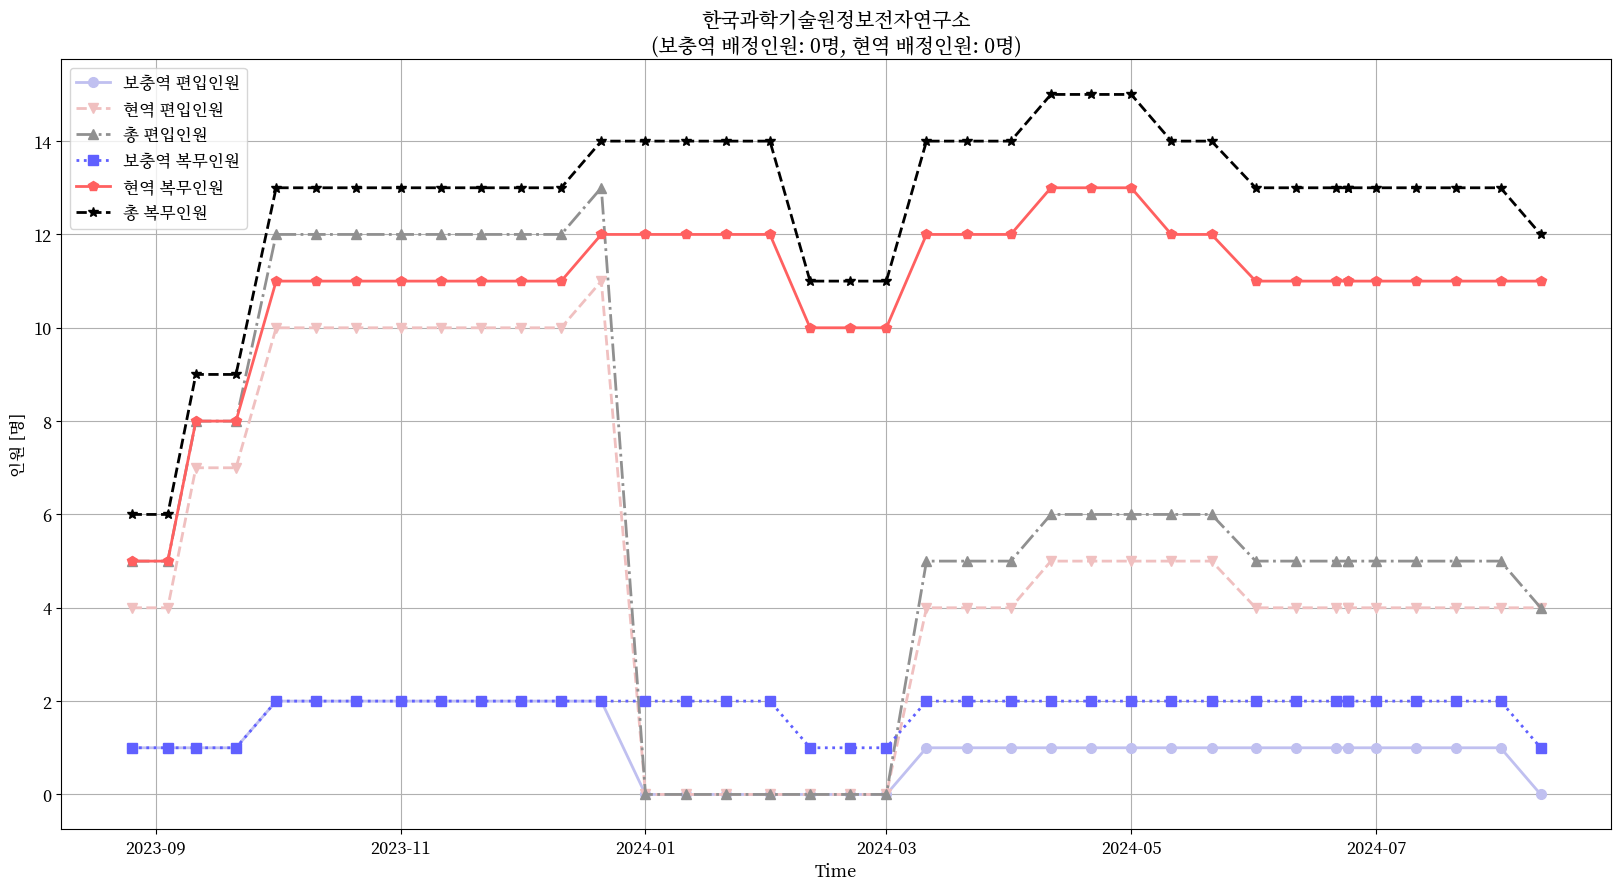 한국과학기술원정보전자연구소
(보충역 배정인원: 0명, 현역 배정인원: 0명)
보충역 편입인원
현역 편입인원
총 편입인원
보충역 복무인원
현역 복무인원
총 복무인원
인원 [명]
14
12
10
8
6
4
2
0
2023-09
2023-11
2024-01
2024-03
2024-05
2024-07
Time